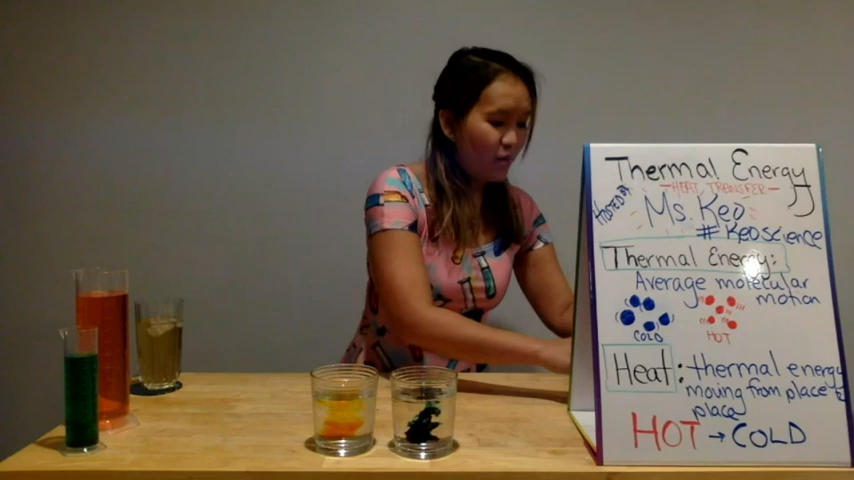 Thermal Energy
-HEAT TRANSFER-
HOSTED BY
Ms. Keo
#Keoscience
Thermal Energy:
Average molecular
motion
COLD
HOT
Heat: thermal energy
moving from place to
place
HOT → COLD